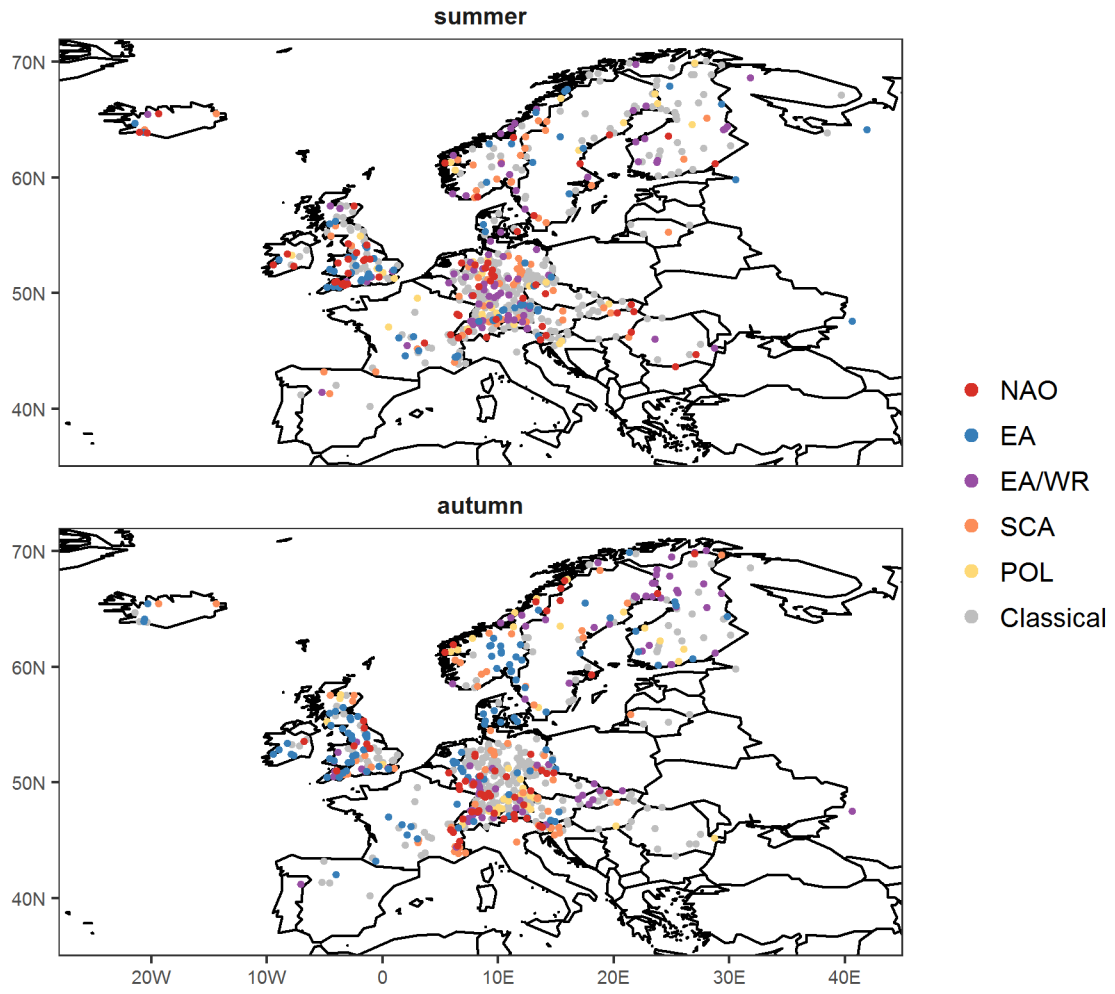 summer
70N
60N
50N
40N
autumn
70N
60N
50N
40N
20W 10W 0 10E 20E 30E 40E
NAO
EA
EA/WR
SCA
POL
Classical